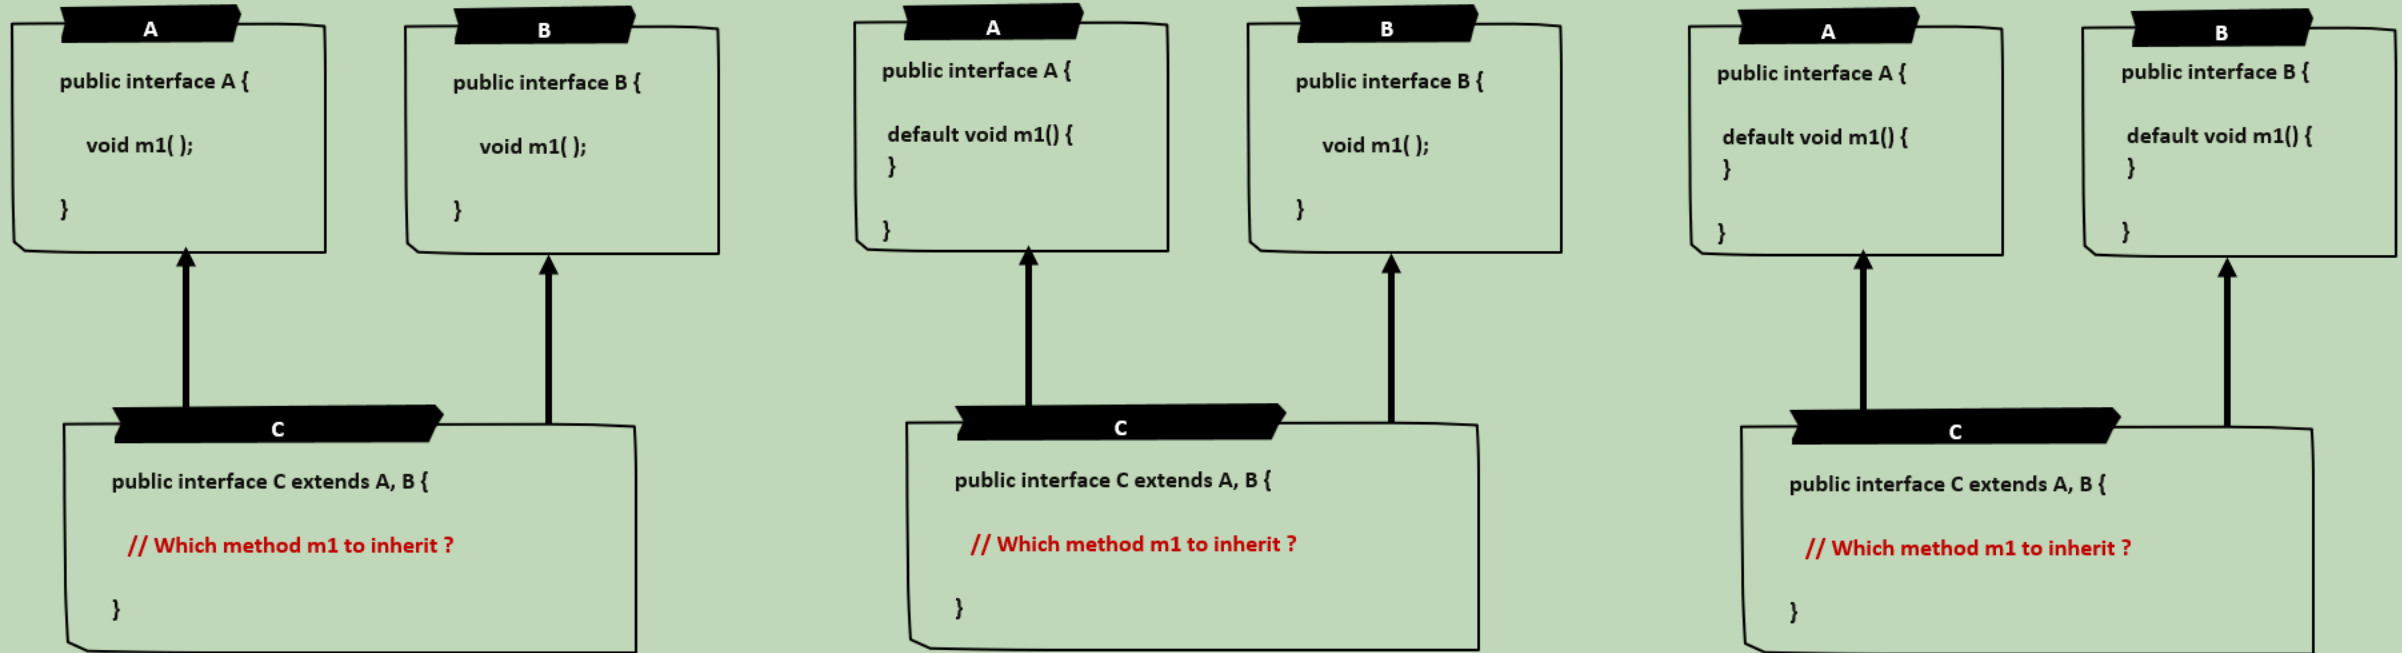 A
public interface A {
void m1( );
}
B
public interface B {
void m1( );
}
C
public interface C extends A, B {
// Which method m1 to inherit ?
}
A
public interface A {
default void m1() {
}
}
B
public interface B {
void m1( );
}
C
public interface C extends A, B {
// Which method m1 to inherit ?
}
A
public interface A {
default void m1() {
}
}
B
public interface B {
default void m1() {
}
}
C
public interface C extends A, B {
// Which method m1 to inherit ?
}